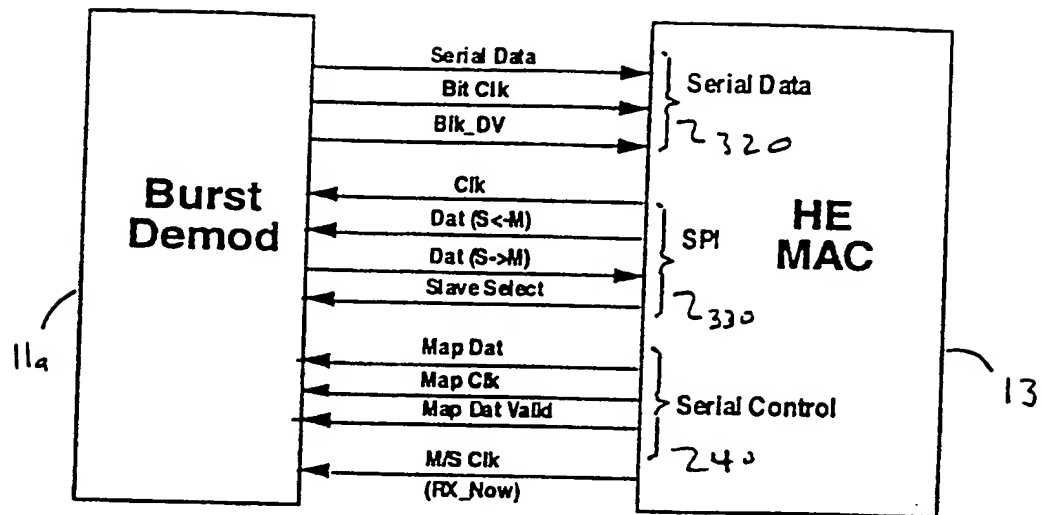 Serial Data
Bit Clk
Blk_DV
Serial Data
320
Burst
Demod
Clk
Dat (S<-M)
Dat (S->M)
Slave Select
SPI
330
HE
MAC
11a
Map Dat
Map Clk
Map Dat Valid
M/S Clk
(RX_Now)
Serial Control
240
13